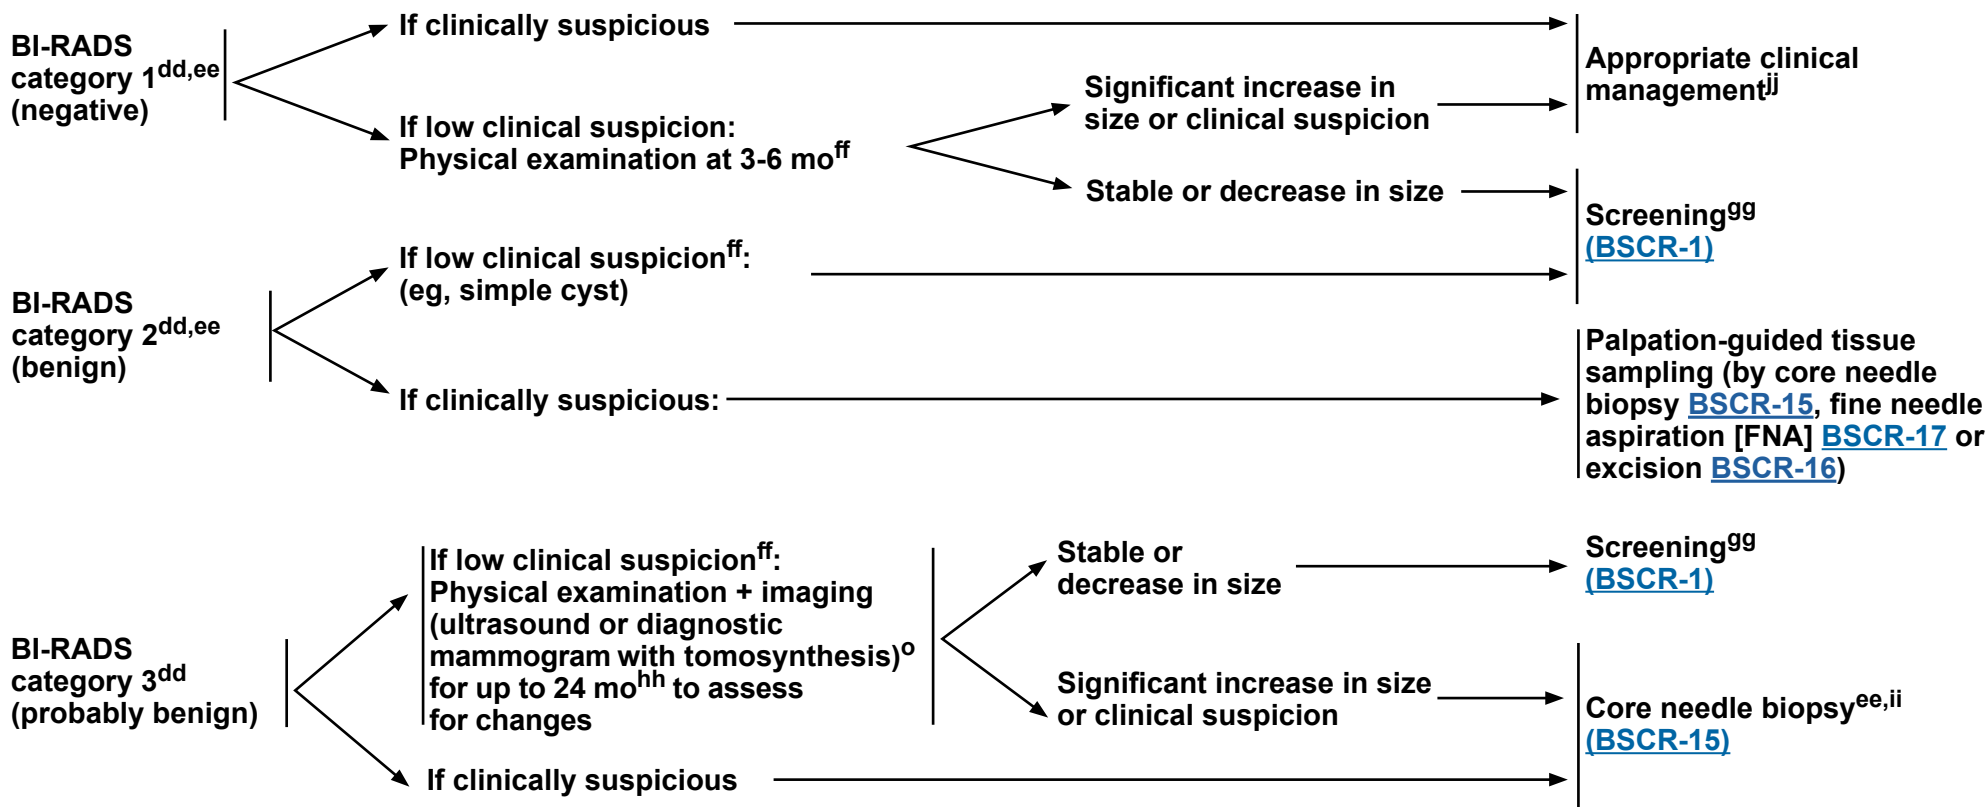 BI-RADS
category 1dd,ee
(negative)
If clinically suspicious
If low clinical suspicion:
Physical examination at 3-6 moff
Significant increase in
size or clinical suspicion
Stable or decrease in size
Appropriate clinical
managementjj
Screeninggg
(BSCR-1)
BI-RADS
category 2dd,ee
(benign)
If low clinical suspicionff:
(eg, simple cyst)
If clinically suspicious:
Palpation-guided tissue
sampling (by core needle
biopsy BSCR-15, fine needle
aspiration [FNA] BSCR-17 or
excision BSCR-16)
BI-RADS
category 3dd
(probably benign)
If low clinical suspicionff:
Physical examination + imaging
(ultrasound or diagnostic
mammogram with tomosynthesis)o
for up to 24 mohh to assess
for changes
If clinically suspicious
Stable or
decrease in size
Significant increase in size
or clinical suspicion
Screeninggg
(BSCR-1)
Core needle biopsyee,ii
(BSCR-15)